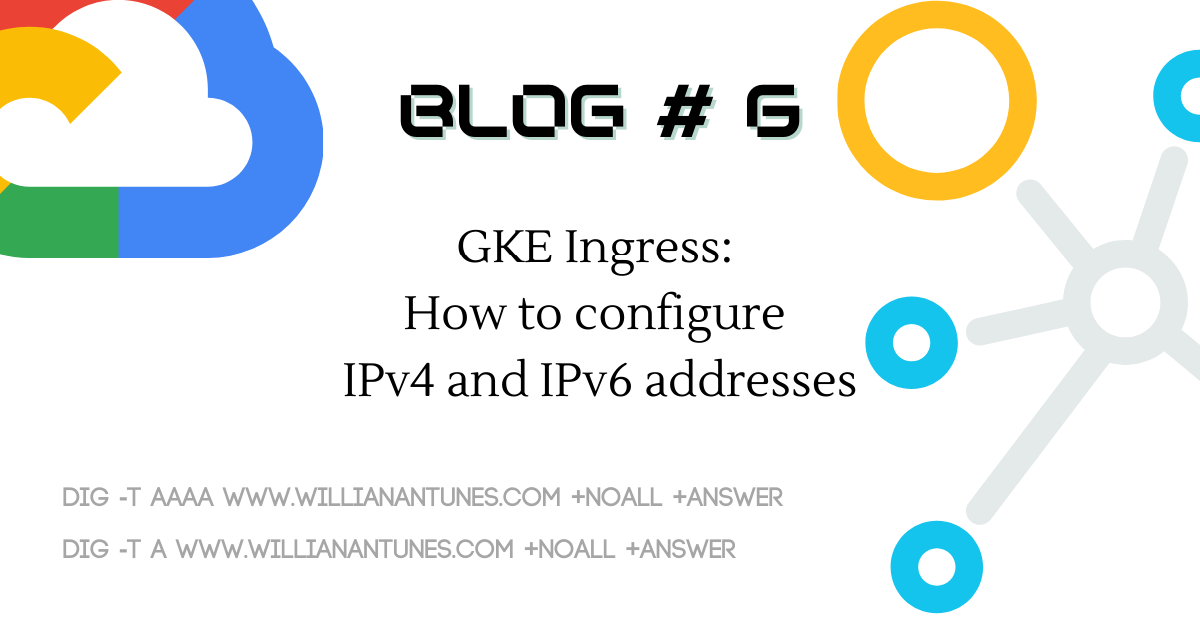 BLOG # 6
GKE Ingress:
How to configure
IPv4 and IPv6 addresses
DIG -T AAAA WWW.WILLIANANTUNES.COM +NOALL +ANSWER
DIG -T A WWW.WILLIANANTUNES.COM +NOALL +ANSWER